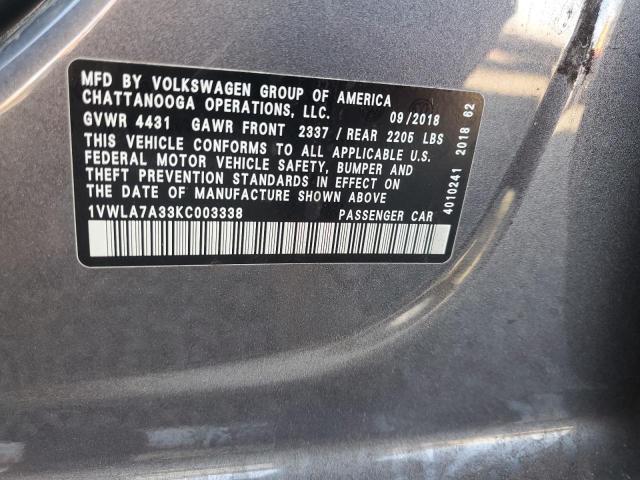 MFD BY VOLKSWAGEN GROUP OF AMERICA
CHATTANOOGA OPERATIONS, LLC. 09/2018
GVWR 4431 GAWR FRONT 2337/REAR 2205 LBS
THIS VEHICLE CONFORMS TO ALL APPLICABLE U.S.
FEDERAL MOTOR VEHICLE SAFETY, BUMPER AND
THEFT PREVENTION STANDARDS IN EFFECT ON
THE DATE OF MANUFACTURE SHOWN ABOVE
1VWLA7A33KC003338 PASSENGER CAR
4010241 2018 62